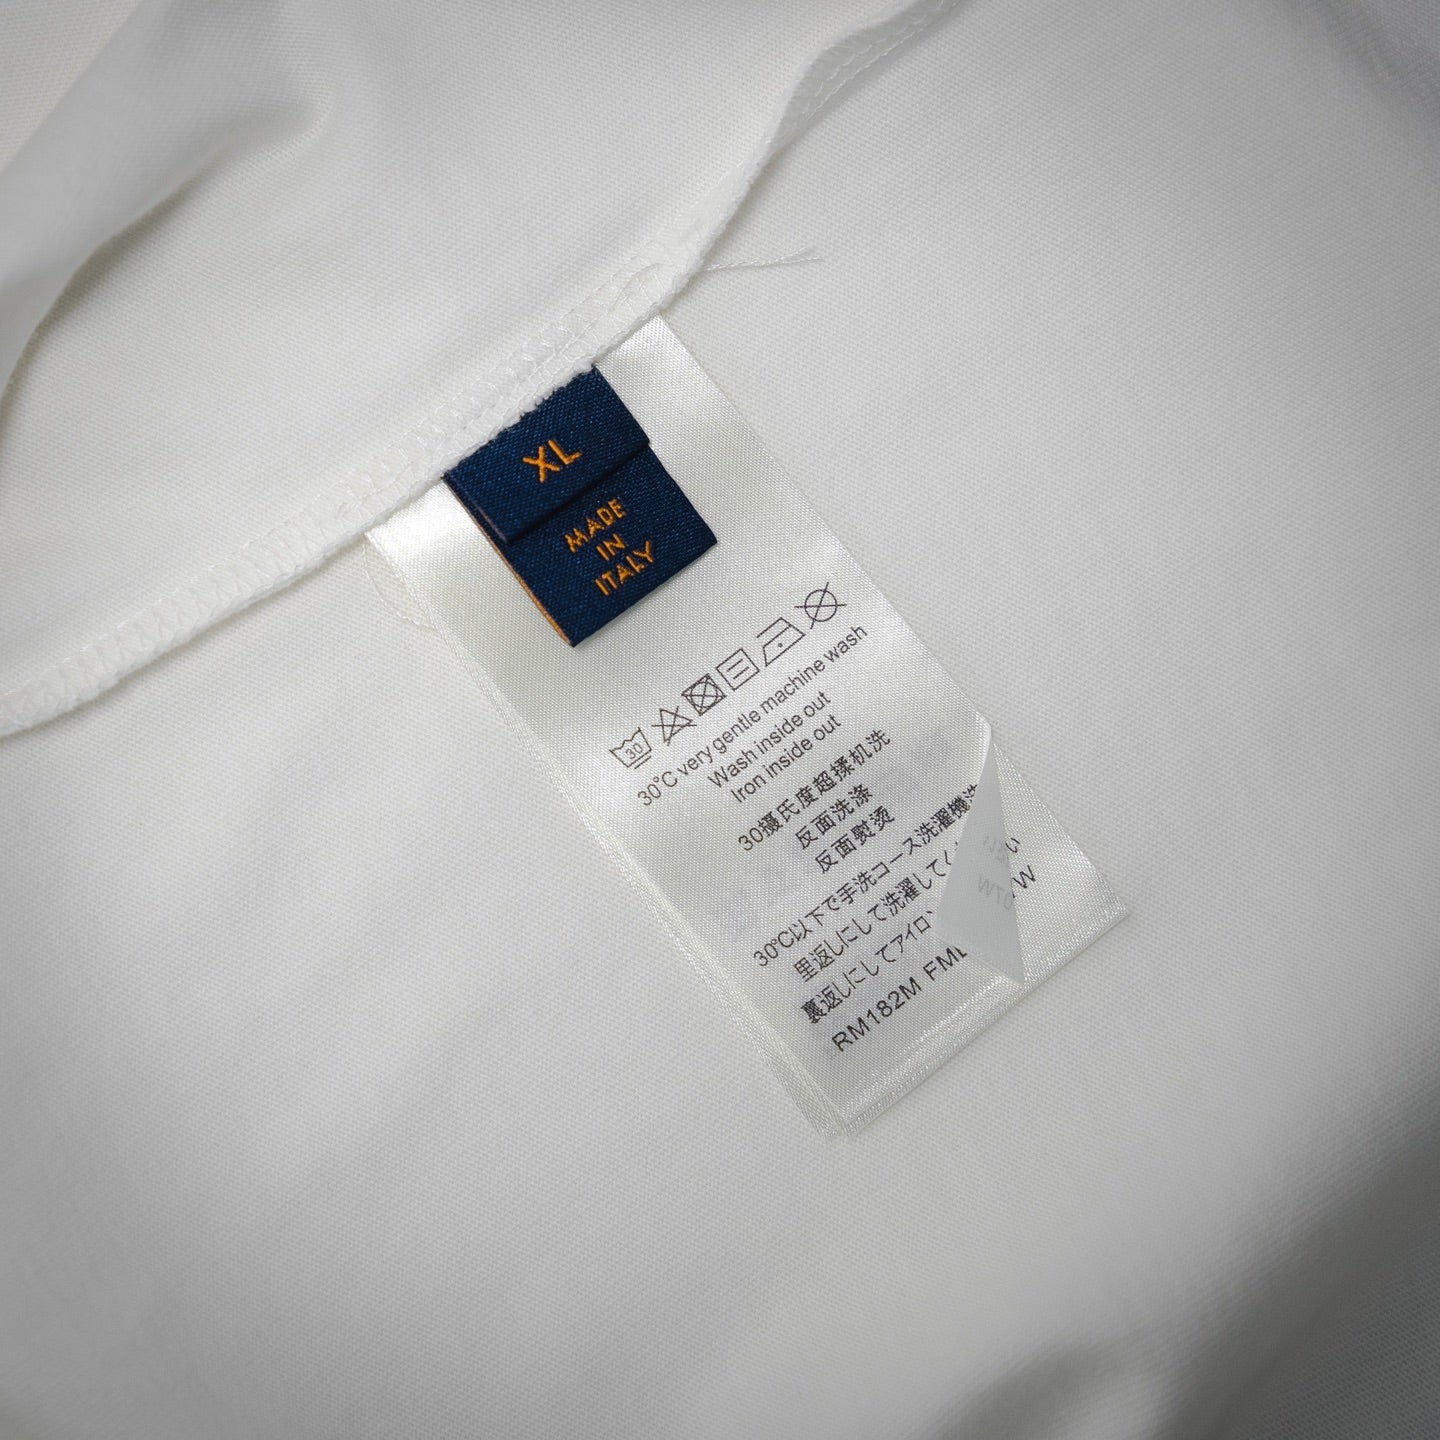 XL
MADE
IN
ITALY
30
30°C very gentle machine wash
Wash inside out
Iron inside out
30摄氏度超揉机洗
反面洗涤
反面熨烫
30°C以下で手洗コース洗濯機洗
里返しにして洗濯して
裏返しにしてアイロ
RM182M FML